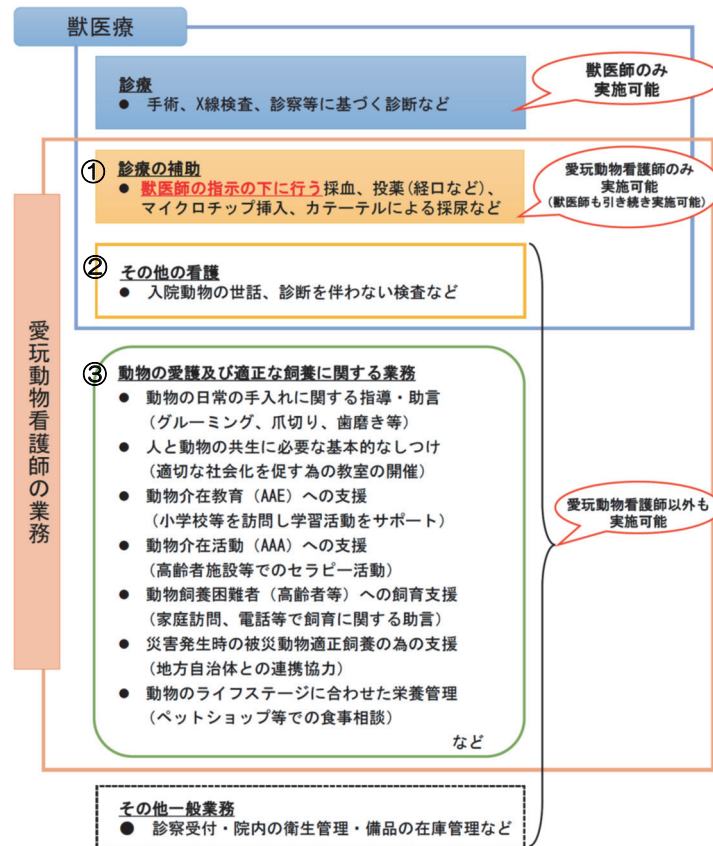 獣医療
診療
● 手術、X線検査、診察等に基づく診断など
獣医師のみ
実施可能
① 診療の補助
● 獣医師の指示の下に行う採血、投薬(経口など)、
マイクロチップ挿入、カテーテルによる採尿など
愛玩動物看護師のみ
実施可能
(獣医師も引き続き実施可能)
② その他の看護
● 入院動物の世話、診断を伴わない検査など
愛玩動物看護師の業務
③ 動物の愛護及び適正な飼養に関する業務
● 動物の日常の手入れに関する指導・助言
(グルーミング、爪切り、歯磨き等)
● 人と動物の共生に必要な基本的なしつけ
(適切な社会化を促す為の教室の開催)
● 動物介在教育(AAE)への支援
(小学校等を訪問し学習活動をサポート)
● 動物介在活動(AAA)への支援
(高齢者施設等でのセラピー活動)
● 動物飼養困難者(高齢者等)への飼育支援
(家庭訪問、電話等で飼育に関する助言)
● 災害発生時の被災動物適正飼養の為の支援
(地方自治体との連携協力)
● 動物のライフステージに合わせた栄養管理
(ペットショップ等での食事相談)
など
愛玩動物看護師以外も
実施可能
その他一般業務
● 診察受付・院内の衛生管理・備品の在庫管理など